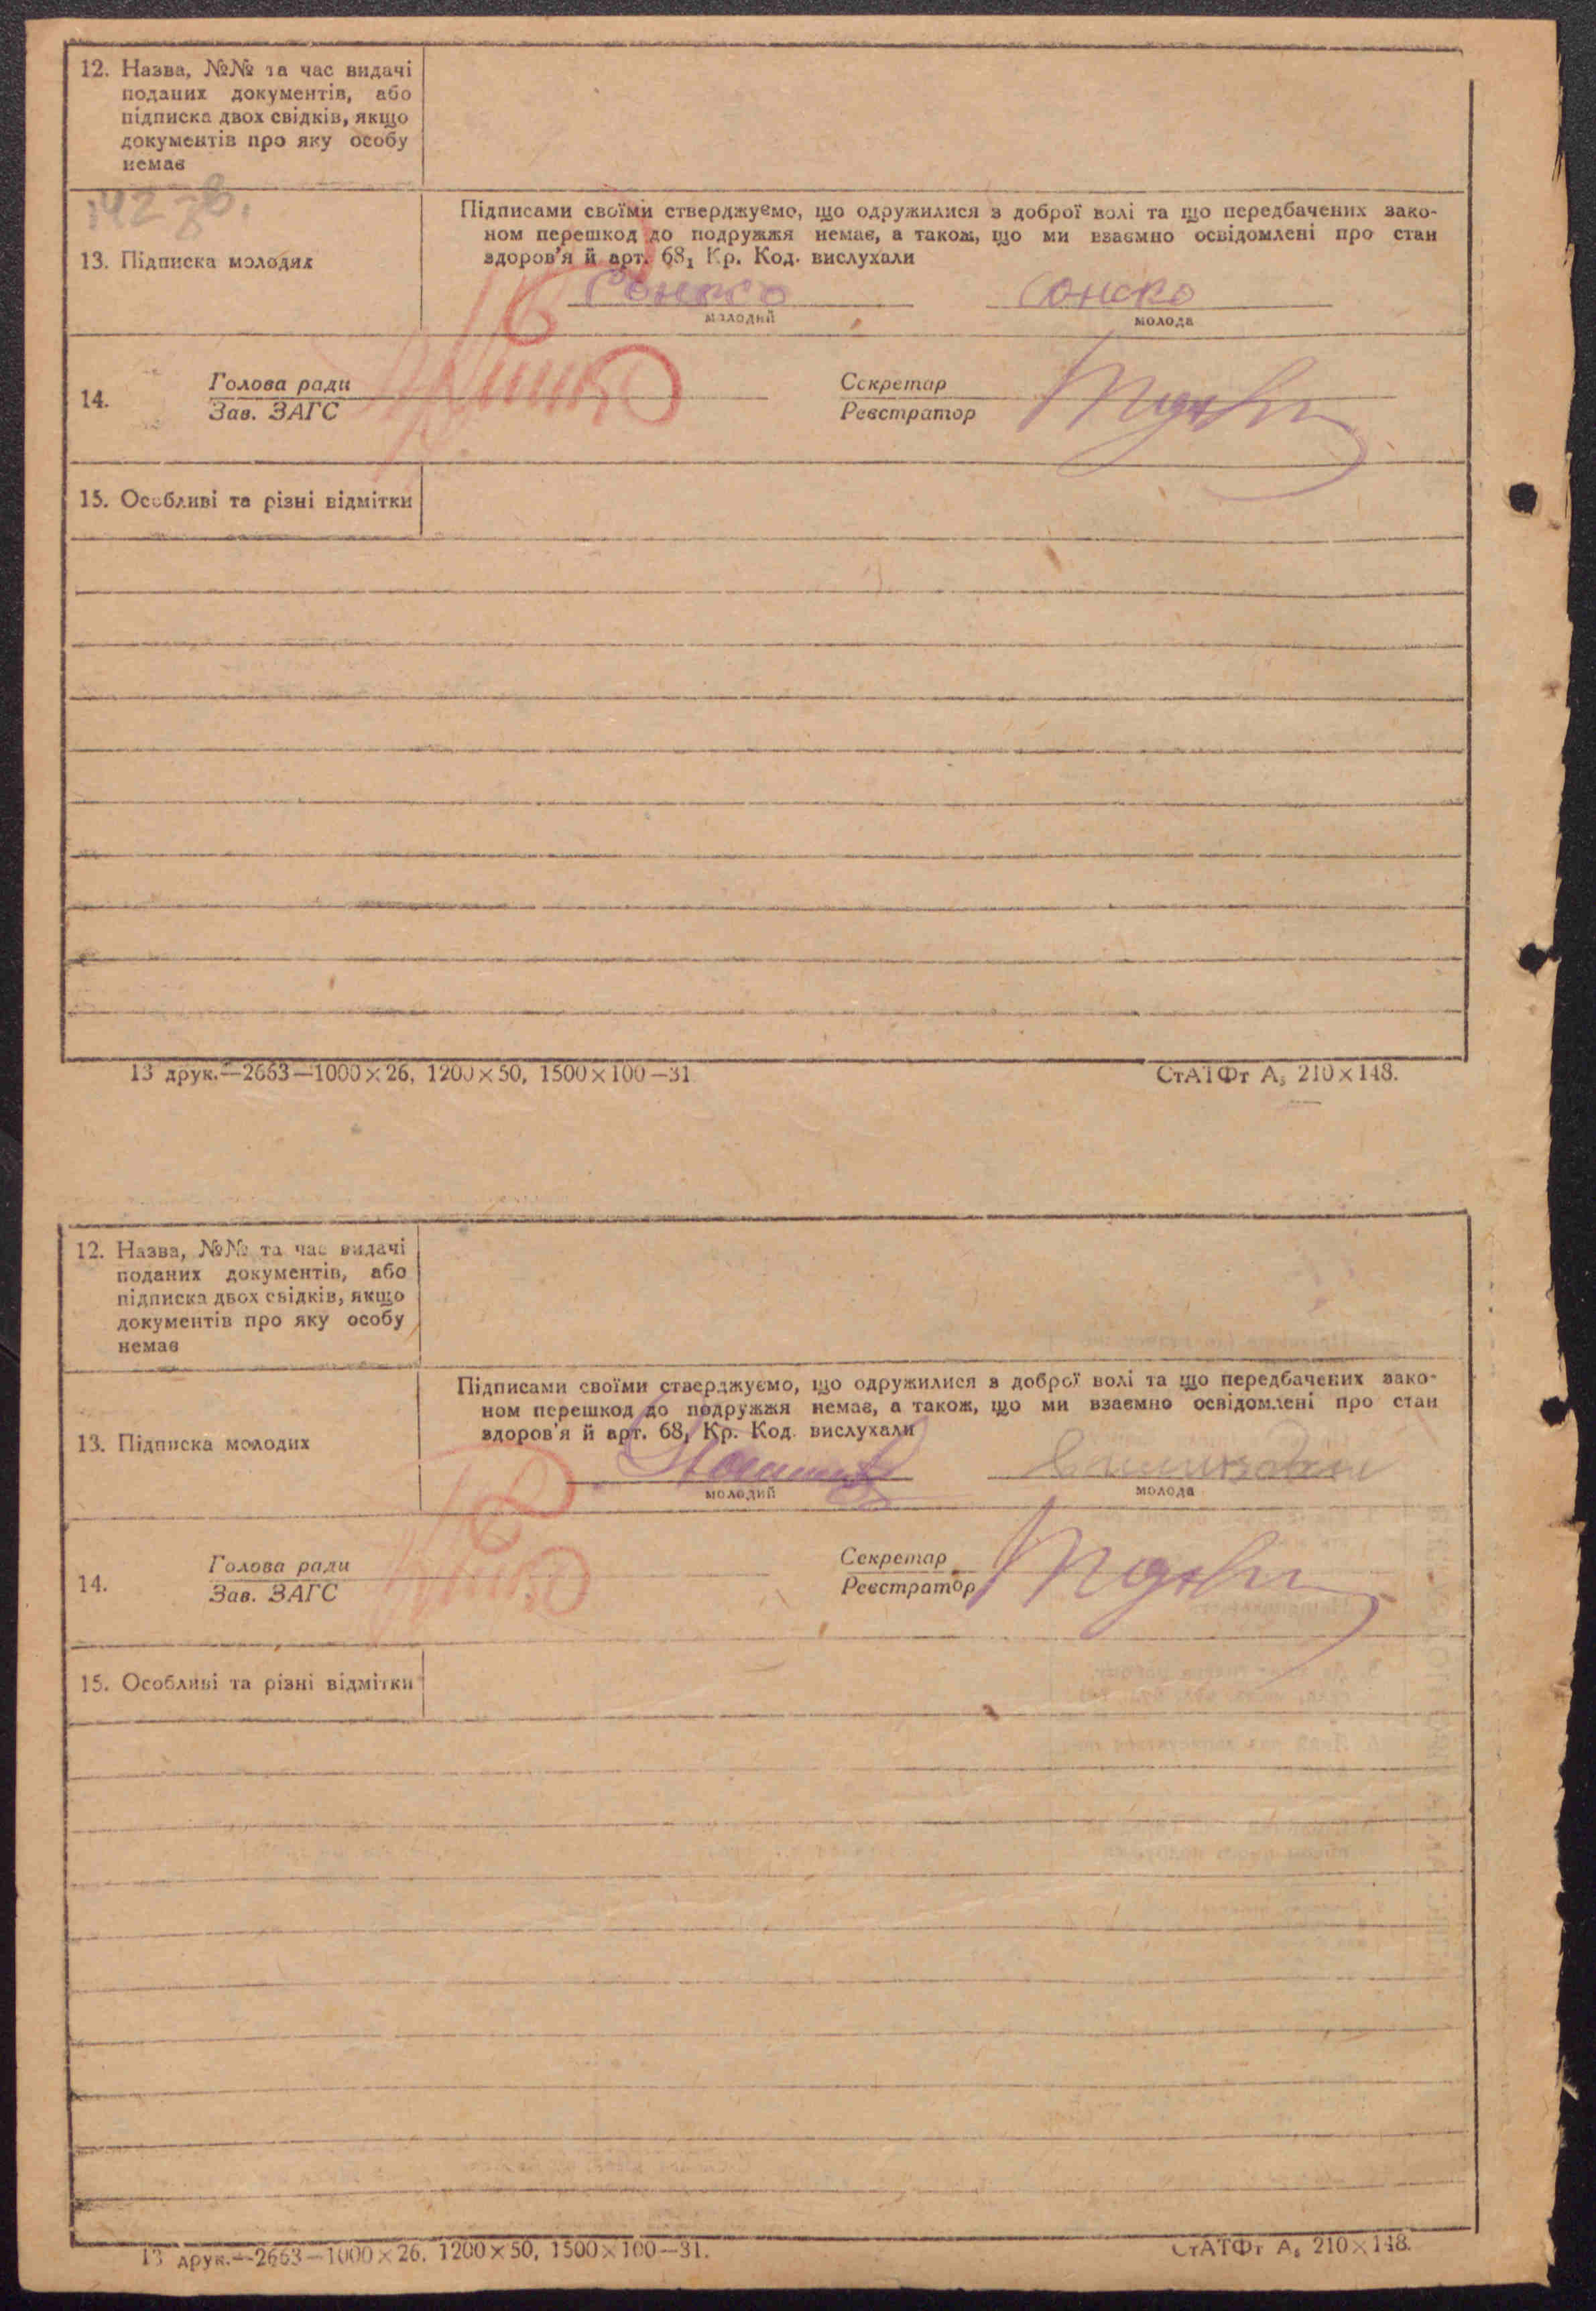 12. Назва, №№ та час видачі
поданих документів, або
підписка двох свідків, якщо
документів про яку особу
немає
142 зв.
Підписами своїми стверджуємо, що одружилися з доброї волі та що передбачених зако-
ном перешкод до подружжя немає, а також, що ми взаємно освідомлені про стан
здоров'я й арт. 68₁ Кр. Код. вислухали
13. Підписка молодих
Сонско Сонско
молодий молода
14. Голова ради Секретар
Зав. ЗАГС Реєстратор
15. Особливі та різні відмітки
13 друк.—2663—1000×26, 1200×50, 1500×100—31 СтАТФт А₅ 210×148.
12. Назва, №№ та час видачі
поданих документів, або
підписка двох свідків, якщо
документів про яку особу
немає
Підписами своїми стверджуємо, що одружилися з доброї волі та що передбачених зако-
ном перешкод до подружжя немає, а також, що ми взаємно освідомлені про стан
здоров'я й арт. 68₁ Кр. Код. вислухали
13. Підписка молодих
молодий молода
14. Голова ради Секретар
Зав. ЗАГС Реєстратор
15. Особливі та різні відмітки
13 друк.—2663—1000×26, 1200×50, 1500×100—31. СтАТФт А₅ 210×148.